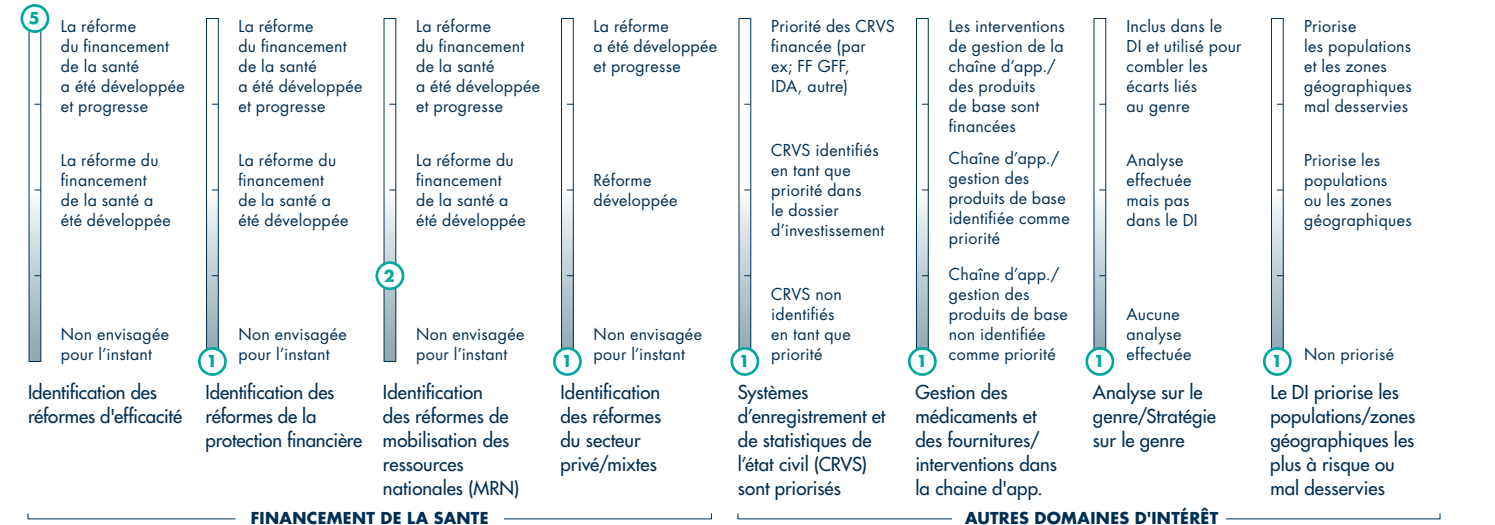 5
La réforme
du financement
de la santé
a été développée
et progresse
La réforme du
financement
de la santé a
été développée
Non envisagée
pour l’instant
Identification des
réformes d'efficacité
La réforme
du financement
de la santé
a été développée
et progresse
La réforme du
financement
de la santé a
été développée
Non envisagée
pour l’instant
1
Identification des
réformes de la
protection financière
La réforme
du financement
de la santé
a été développée
et progresse
La réforme du
financement
de la santé a
été développée
2
Non envisagée
pour l’instant
Identification
des réformes de
mobilisation des
ressources
nationales (MRN)
La réforme
a été développée
et progresse
Réforme
développée
Non envisagée
pour l’instant
1
Identification
des réformes
du secteur
privé/mixtes
Priorité des CRVS
financée (par
ex; FF GFF,
IDA, autre)
CRVS identifiés
en tant que
priorité dans
le dossier
d’investissement
CRVS non
identifiés
en tant que
priorité
1
Systèmes
d’enregistrement et
de statistiques de
l’état civil (CRVS)
sont priorisés
Les interventions
de gestion de la
chaîne d’app./
des produits
de base sont
financées
Chaîne d’app./
gestion des
produits de base
identifiée comme
priorité
Chaîne d’app./
gestion des
produits de base
non identifiée
comme priorité
1
Gestion des
médicaments et
des fournitures/
interventions dans
la chaine d'app.
Inclus dans le
DI et utilisé pour
combler les
écarts liés
au genre
Analyse
effectuée
mais pas
dans le DI
Aucune
analyse
effectuée
1
Analyse sur le
genre/Stratégie
sur le genre
Priorise
les populations
et les zones
géographiques
mal desservies
Priorise les
populations
ou les zones
géographiques
Non priorisé
1
Le DI priorise les
populations/zones
géographiques les
plus à risque ou
mal desservies
FINANCEMENT DE LA SANTE
AUTRES DOMAINES D'INTÉRÊT